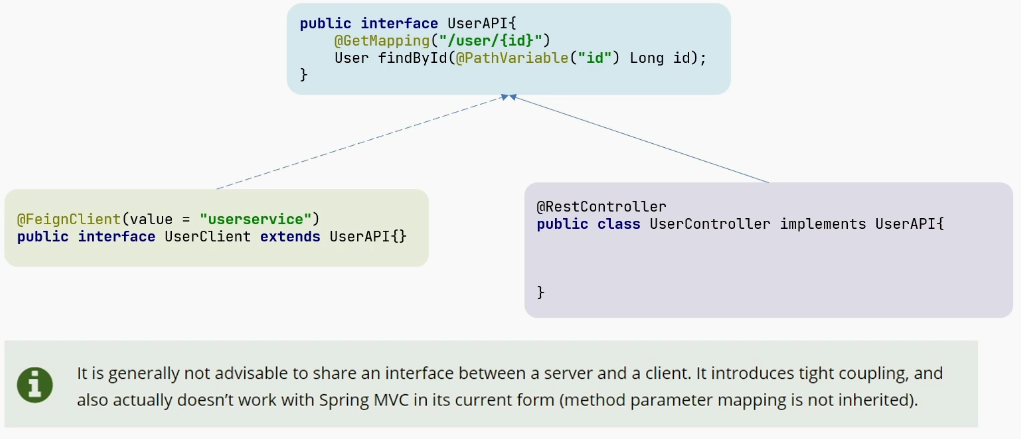 public interface UserAPI{
    @GetMapping("/user/{id}")
    User findById(@PathVariable("id") Long id);
}
@FeignClient(value = "userservice")
public interface UserClient extends UserAPI{}
@RestController
public class UserController implements UserAPI{
}
It is generally not advisable to share an interface between a server and a client. It introduces tight coupling, and
also actually doesn’t work with Spring MVC in its current form (method parameter mapping is not inherited).